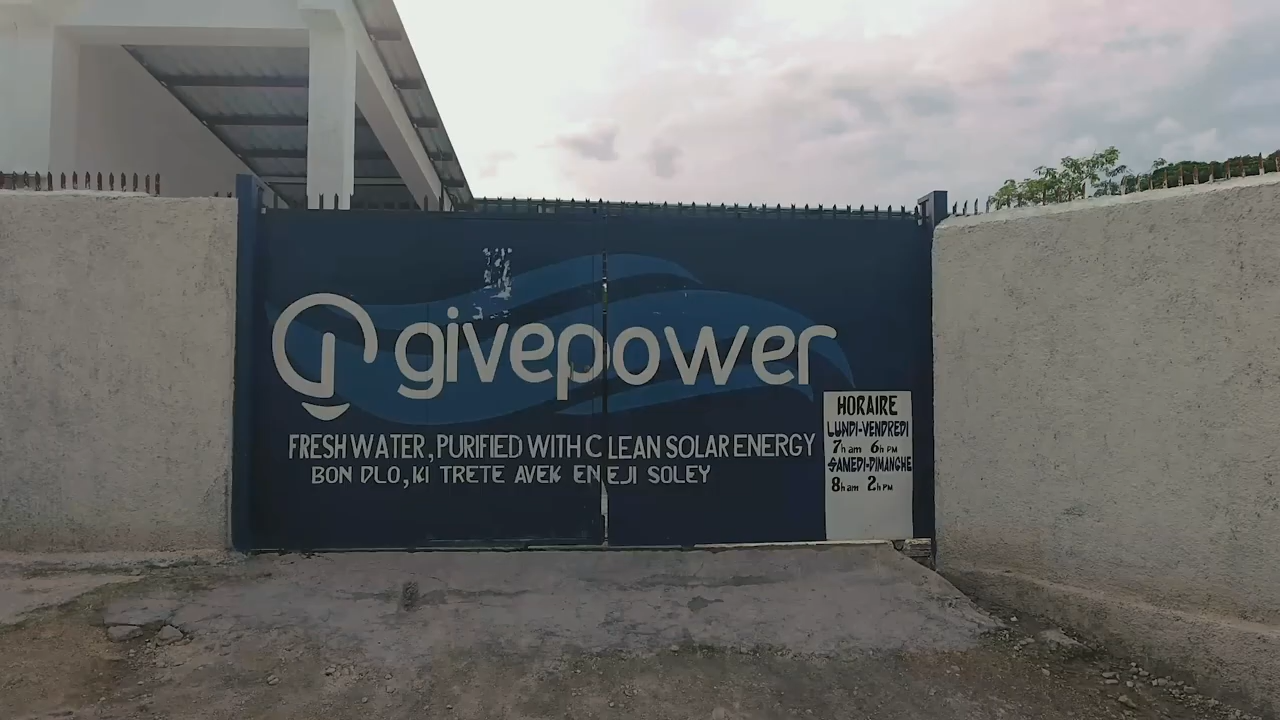 givepower
FRESH WATER, PURIFIED WITH CLEAN SOLAR ENERGY
BON DLO, KI TRETE AVEK ENEJI SOLEY
HORAIRE
LUNDI-VENDREDI
7h am 6h PM
SAMEDI-DIMANCHE
8h am 2h PM